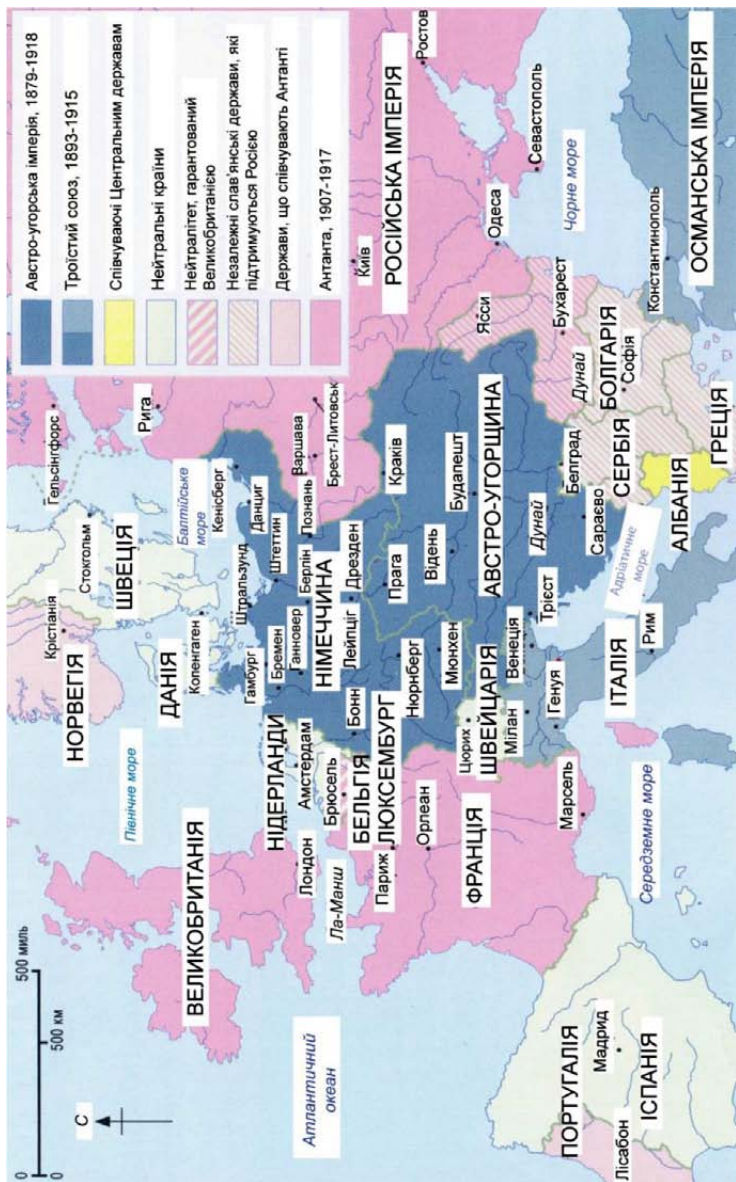 500 миль
500 км
0
0
С
Австро-угорська імперія, 1879-1918
Троїстий союз, 1893-1915
Співчуваючі Центральним державам
Нейтральні країни
Нейтралітет, гарантований
Великобританією
Незалежні слав'янські держави, які
підтримуються Росією
Держави, що співчувають Антанті
Антанта, 1907-1917
НОРВЕГІЯ
Крістіанія
ШВЕЦІЯ
Стокгольм
Гельсінгфорс
Рига
Північне море
ДАНІЯ
Копенгаген
Балтійське
море
ВЕЛИКОБРИТАНІЯ
Лондон
Ла-Манш
Атлантичний
океан
НІДЕРЛАНДИ
Амстердам
Брюсель
БЕЛЬГІЯ
ЛЮКСЕМБУРГ
Гамбург
Бремен
Ганновер
Штральзунд
Штеттин
Данциг
Кенісберг
Берлін
Познань
НІМЕЧЧИНА
Лейпціг
Дрезден
Бонн
Нюрнберг
Мюнхен
Варшава
Брест-Литовськ
Київ
РОСІЙСЬКА ІМПЕРІЯ
Ростов
Севастополь
Одеса
Чорне море
Париж
Орлеан
ФРАНЦІЯ
Марсель
Цюрих
ШВЕЙЦАРІЯ
Мілан
Генуя
Венеція
Трієст
Прага
Краків
Відень
Будапешт
АВСТРО-УГОРЩИНА
Дунай
Сараєво
Белград
СЕРБІЯ
Ясси
Бухарест
Дунай
БОЛГАРІЯ
Софія
Константинополь
ОСМАНСЬКА ІМПЕРІЯ
АЛБАНІЯ
ГРЕЦІЯ
Адріатичне
море
ІТАЛІЯ
Рим
Середземне море
ПОРТУГАЛІЯ
Лісабон
Мадрид
ІСПАНІЯ